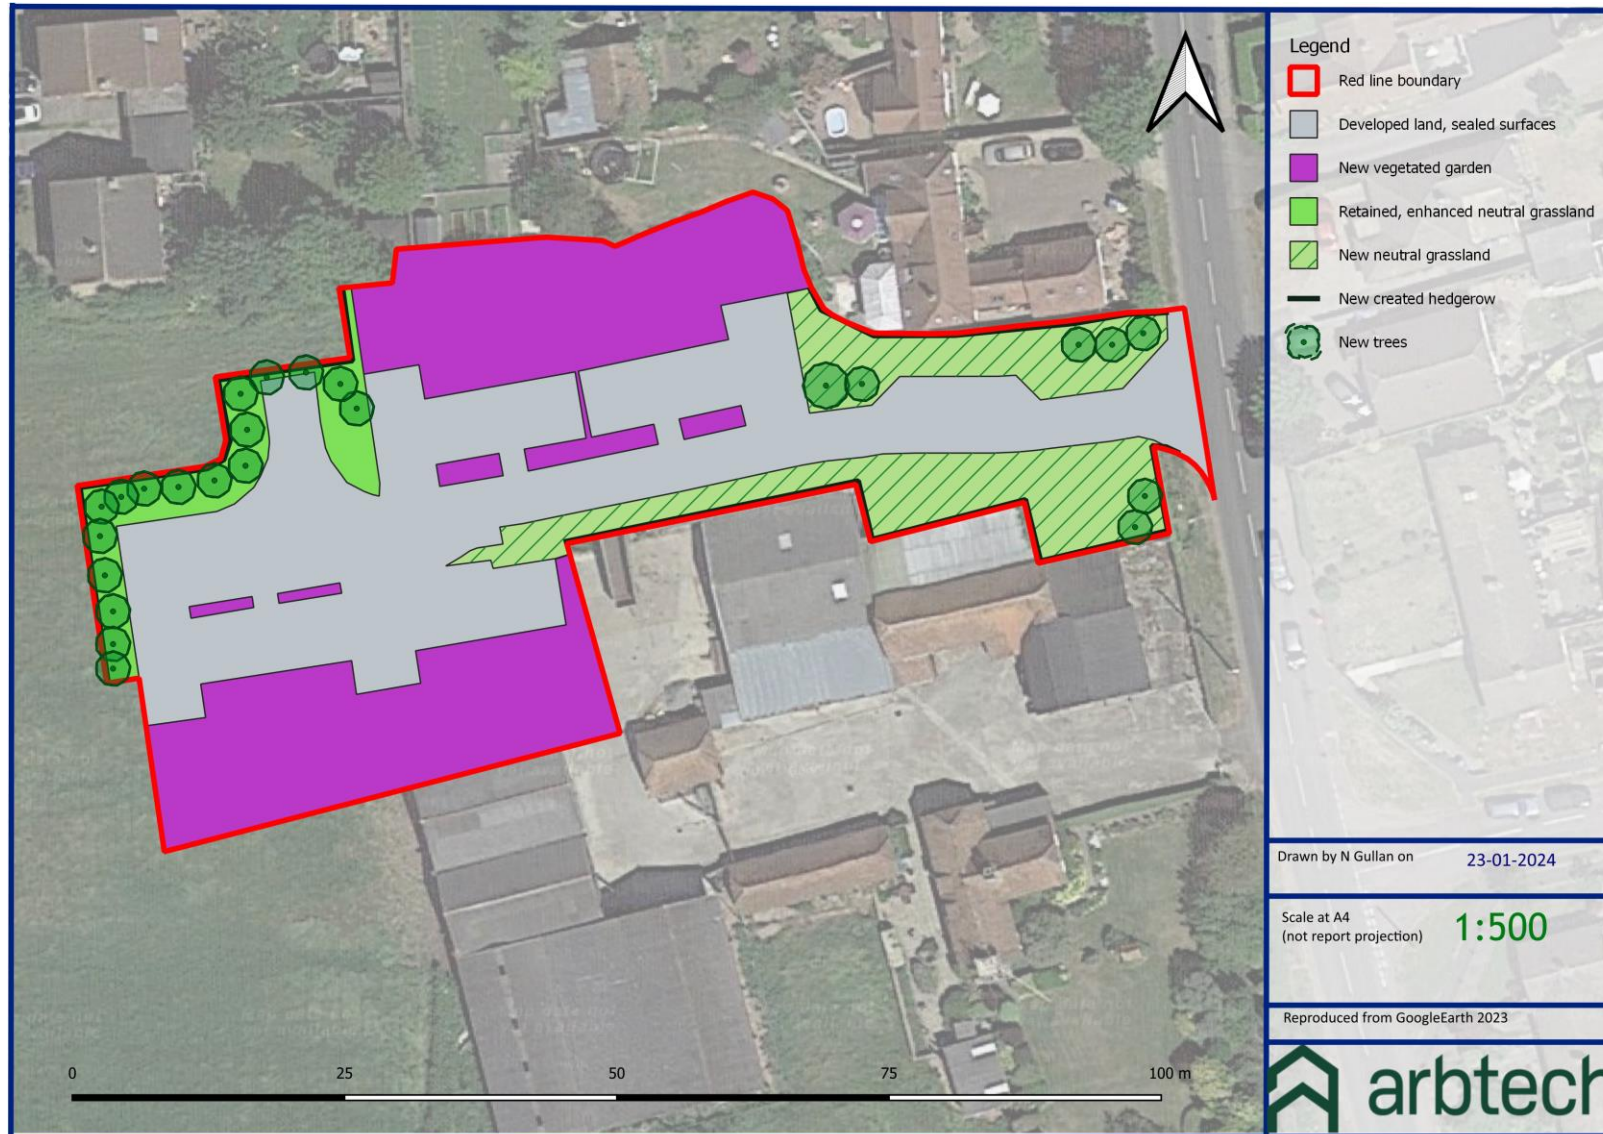 Legend
Red line boundary
Developed land, sealed surfaces
New vegetated garden
Retained, enhanced neutral grassland
New neutral grassland
New created hedgerow
New trees
Drawn by N Gullan on 23-01-2024
Scale at A4
(not report projection) 1:500
Reproduced from GoogleEarth 2023
arbtech
0 25 50 75 100 m